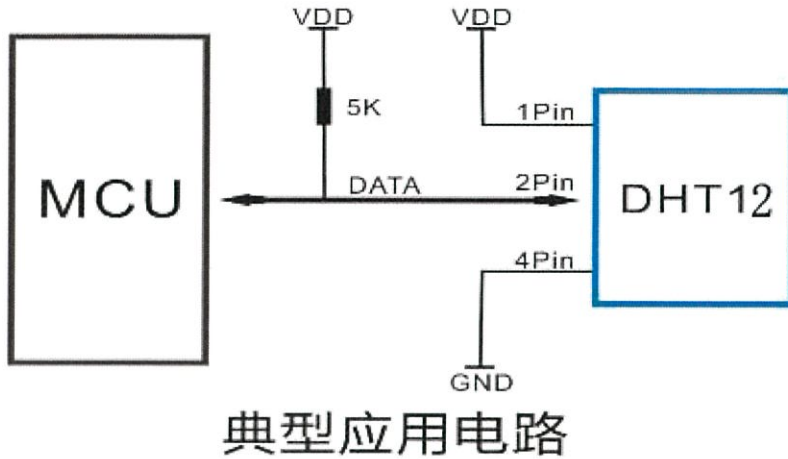 VDD
VDD
5K
1Pin
MCU
DATA
2Pin
DHT12
4Pin
GND
典型应用电路